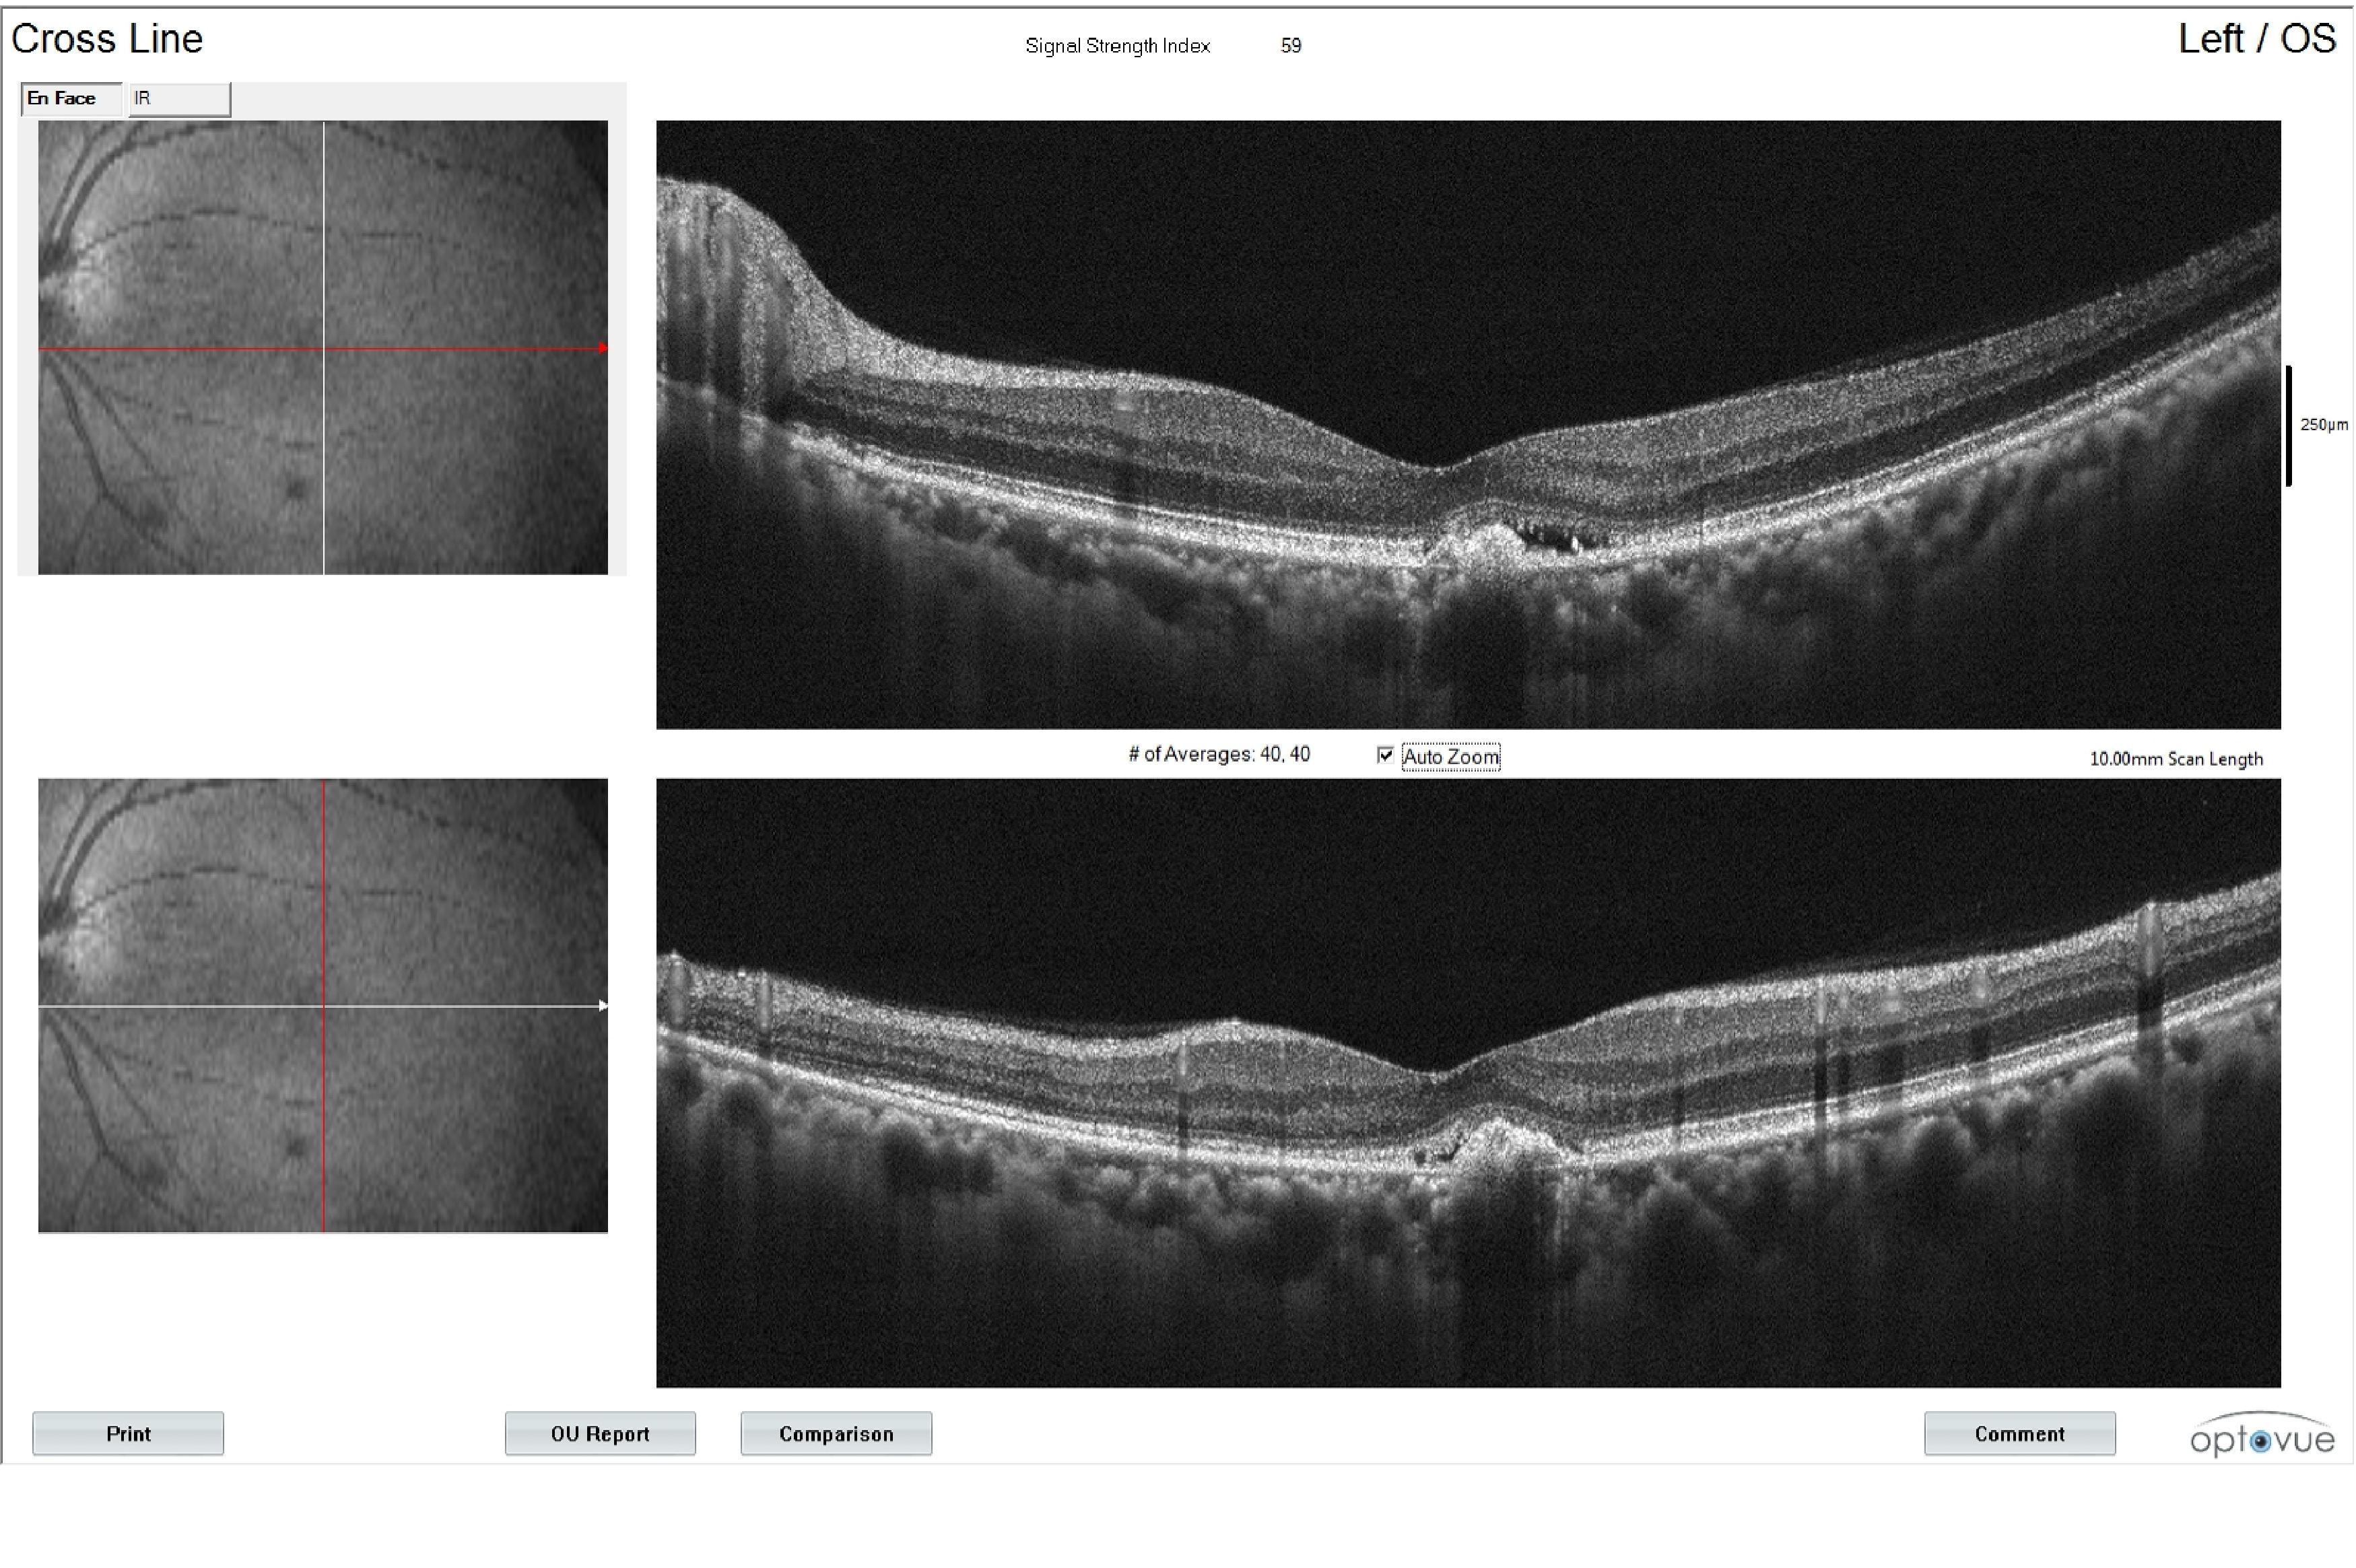 Cross Line
Signal Strength Index 59
Left / OS
En Face IR
250µm
# of Averages: 40, 40
Auto Zoom
10.00mm Scan Length
Print
OU Report
Comparison
Comment
optovue